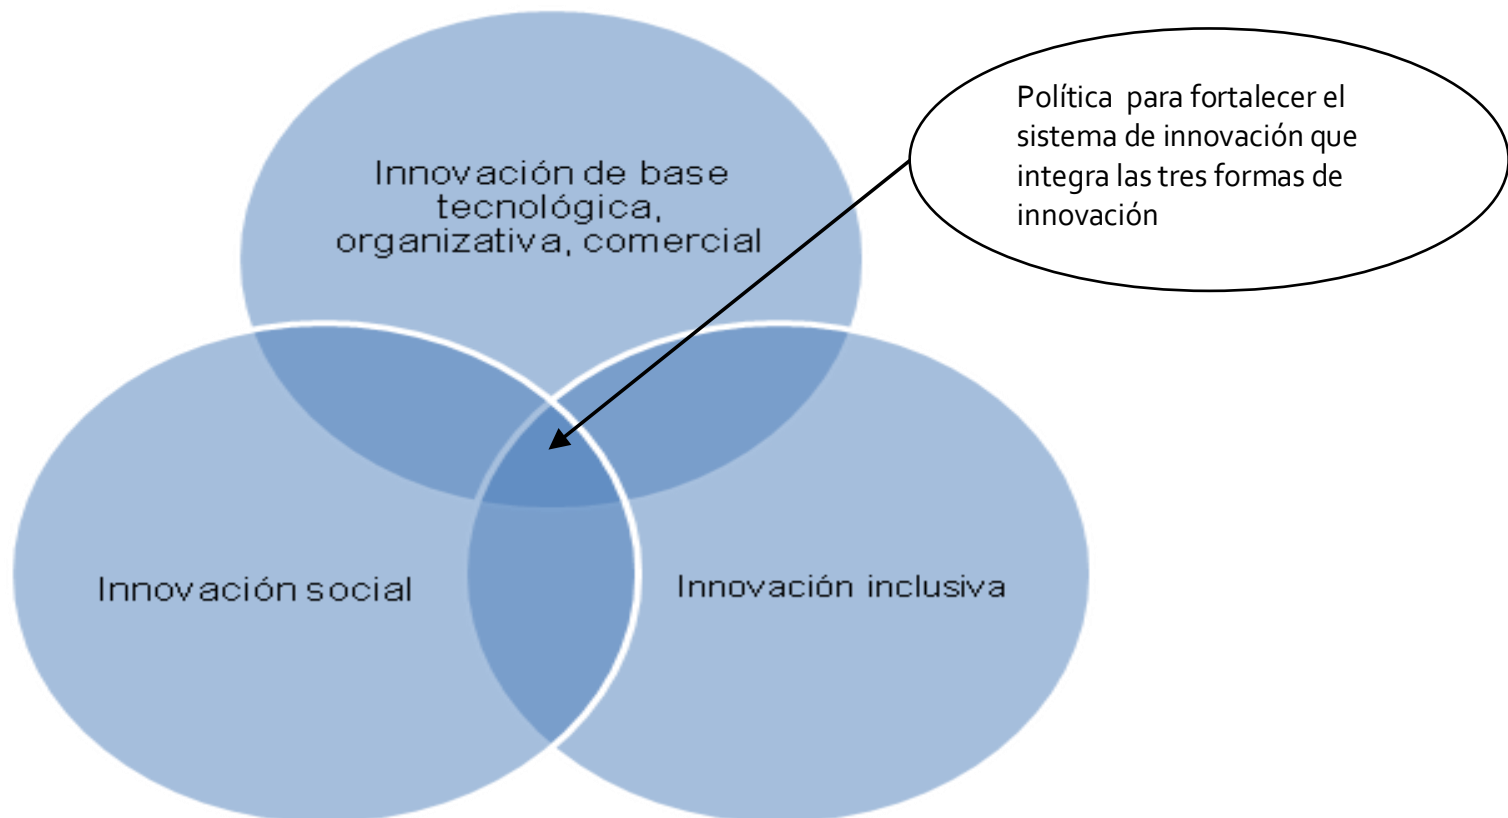 Innovación de base
tecnológica,
organizativa, comercial
Política para fortalecer el
sistema de innovación que
integra las tres formas de
innovación
Innovación social
Innovación inclusiva